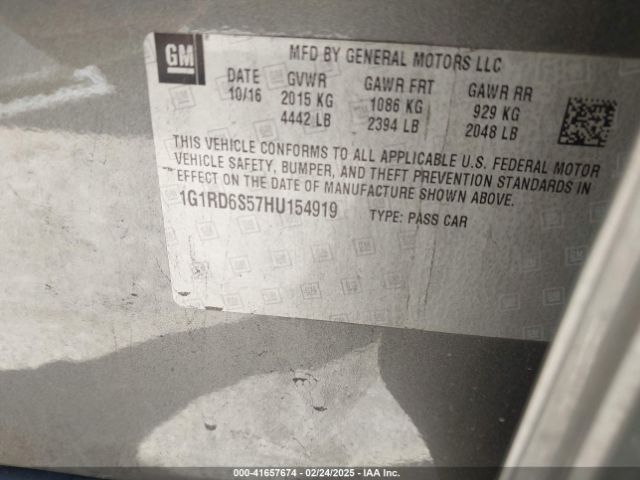 GM
MFD BY GENERAL MOTORS LLC
DATE GVWR GAWR FRT GAWR RR
10/16 2015 KG 1086 KG 929 KG
4442 LB 2394 LB 2048 LB
THIS VEHICLE CONFORMS TO ALL APPLICABLE U.S. FEDERAL MOTOR
VEHICLE SAFETY, BUMPER, AND THEFT PREVENTION STANDARDS IN
EFFECT ON THE DATE OF MANUFACTURE SHOWN ABOVE.
1G1RD6S57HU154919 TYPE: PASS CAR
000-41657674 - 02/24/2025 - IAA Inc.